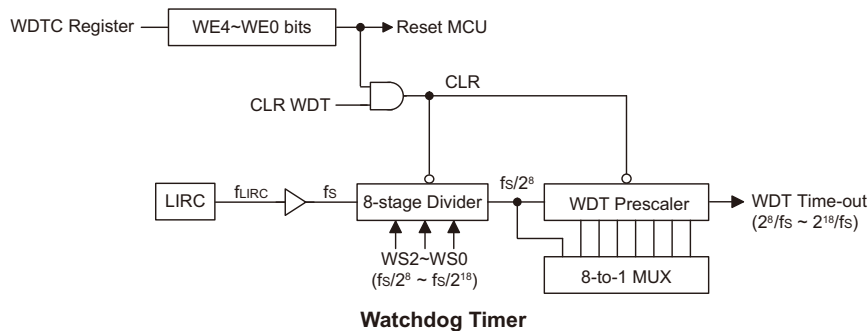 WDTC Register
WE4~WE0 bits
Reset MCU
CLR
CLR WDT
LIRC
fLIRC
fS
8-stage Divider
fS/2⁸
WDT Prescaler
WDT Time-out
(2⁸/fS ~ 2¹⁸/fS)
WS2~WS0
(fS/2⁸ ~ fS/2¹⁸)
8-to-1 MUX
Watchdog Timer